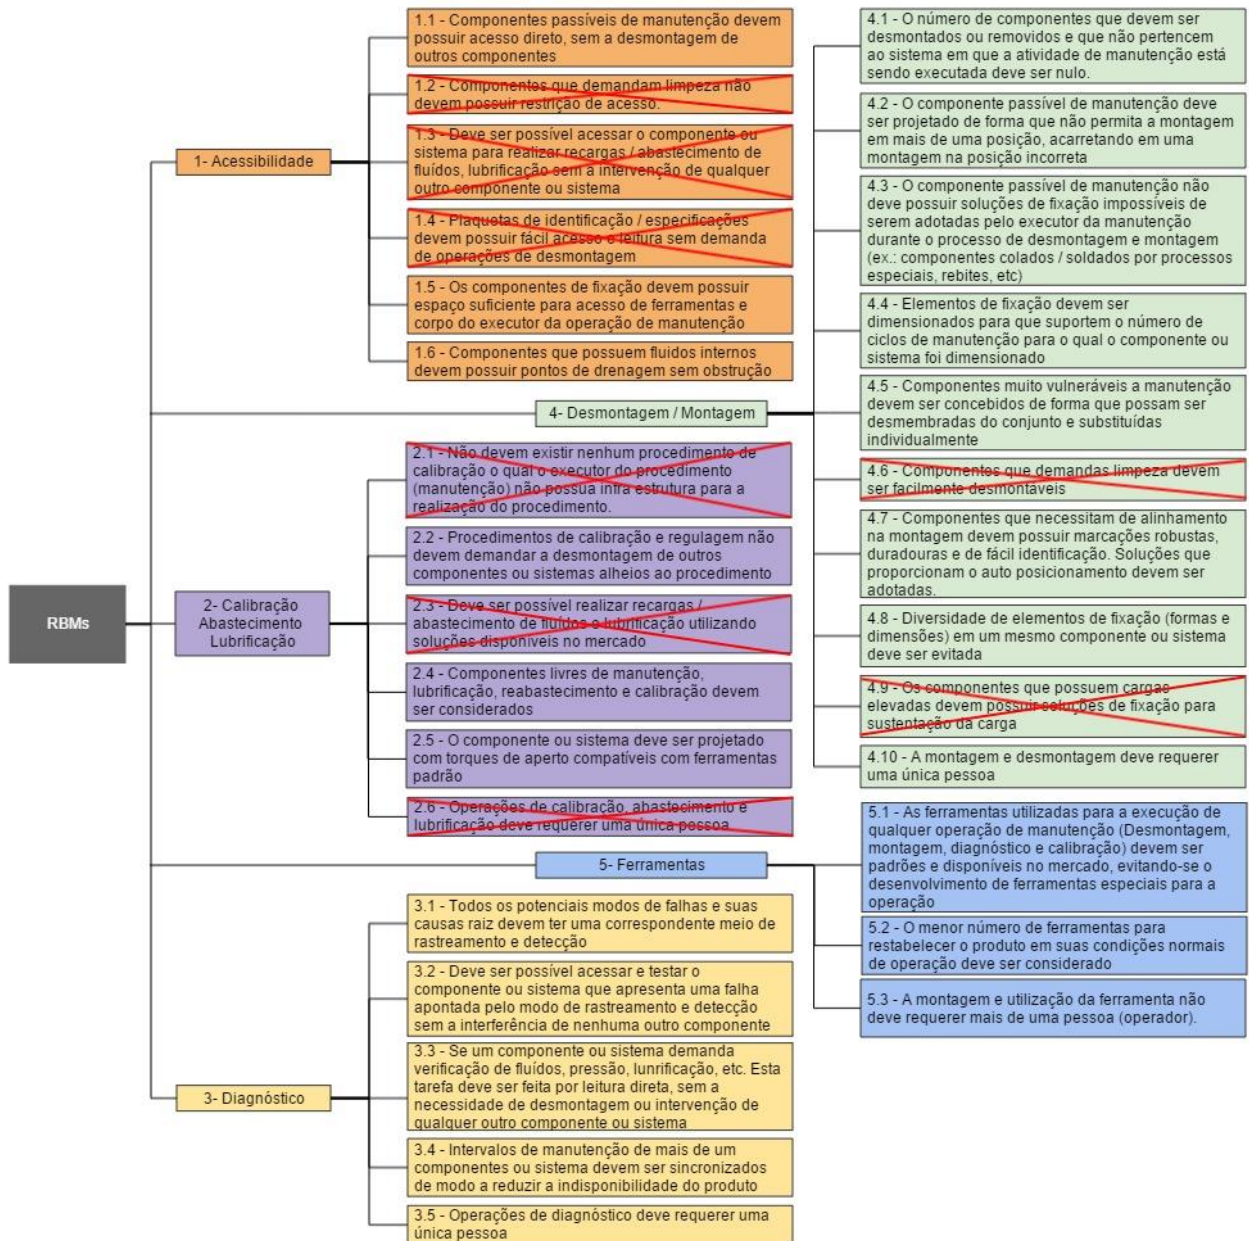 RBMs
1- Acessibilidade
1.1 - Componentes passíveis de manutenção devem
possuir acesso direto, sem a desmontagem de
outros componentes
1.2 - Componentes que demandam limpeza não
devem possuir restrição de acesso.
1.3 - Deve ser possível acessar o componente ou
sistema para realizar recargas / abastecimento de
fluídos, lubrificação sem a intervenção de qualquer
outro componente ou sistema
1.4 - Plaquetas de identificação / especificações
devem possuir fácil acesso e leitura sem demanda
de operações de desmontagem
1.5 - Os componentes de fixação devem possuir
espaço suficiente para acesso de ferramentas e
corpo do executor da operação de manutenção
1.6 - Componentes que possuem fluidos internos
devem possuir pontos de drenagem sem obstrução
2- Calibração
Abastecimento
Lubrificação
2.1 - Não devem existir nenhum procedimento de
calibração o qual o executor do procedimento
(manutenção) não possua infra estrutura para a
realização do procedimento.
2.2 - Procedimentos de calibração e regulagem não
devem demandar a desmontagem de outros
componentes ou sistemas alheios ao procedimento
2.3 - Deve ser possível realizar recargas /
abastecimento de fluídos e lubrificação utilizando
soluções disponíveis no mercado
2.4 - Componentes livres de manutenção,
lubrificação, reabastecimento e calibração devem
ser considerados
2.5 - O componente ou sistema deve ser projetado
com torques de aperto compatíveis com ferramentas
padrão
2.6 - Operações de calibração, abastecimento e
lubrificação deve requerer uma única pessoa
3- Diagnóstico
3.1 - Todos os potenciais modos de falhas e suas
causas raiz devem ter uma correspondente meio de
rastreamento e detecção
3.2 - Deve ser possível acessar e testar o
componente ou sistema que apresenta uma falha
apontada pelo modo de rastreamento e detecção
sem a interferência de nenhuma outro componente
3.3 - Se um componente ou sistema demanda
verificação de fluídos, pressão, lunrificação, etc. Esta
tarefa deve ser feita por leitura direta, sem a
necessidade de desmontagem ou intervenção de
qualquer outro componente ou sistema
3.4 - Intervalos de manutenção de mais de um
componentes ou sistema devem ser sincronizados
de modo a reduzir a indisponibilidade do produto
3.5 - Operações de diagnóstico deve requerer uma
única pessoa
4- Desmontagem / Montagem
4.1 - O número de componentes que devem ser
desmontados ou removidos e que não pertencem
ao sistema em que a atividade de manutenção está
sendo executada deve ser nulo.
4.2 - O componente passível de manutenção deve
ser projetado de forma que não permita a montagem
em mais de uma posição, acarretando em uma
montagem na posição incorreta
4.3 - O componente passível de manutenção não
deve possuir soluções de fixação impossíveis de
serem adotadas pelo executor da manutenção
durante o processo de desmontagem e montagem
(ex.: componentes colados / soldados por processos
especiais, rebites, etc)
4.4 - Elementos de fixação devem ser
dimensionados para que suportem o número de
ciclos de manutenção para o qual o componente ou
sistema foi dimensionado
4.5 - Componentes muito vulneráveis a manutenção
devem ser concebidos de forma que possam ser
desmembradas do conjunto e substituídas
individualmente
4.6 - Componentes que demandas limpeza devem
ser facilmente desmontáveis
4.7 - Componentes que necessitam de alinhamento
na montagem devem possuir marcações robustas,
duradouras e de fácil identificação. Soluções que
proporcionam o auto posicionamento devem ser
adotadas.
4.8 - Diversidade de elementos de fixação (formas e
dimensões) em um mesmo componente ou sistema
deve ser evitada
4.9 - Os componentes que possuem cargas
elevadas devem possuir soluções de fixação para
sustentação da carga
4.10 - A montagem e desmontagem deve requerer
uma única pessoa
5- Ferramentas
5.1 - As ferramentas utilizadas para a execução de
qualquer operação de manutenção (Desmontagem,
montagem, diagnóstico e calibração) devem ser
padrões e disponíveis no mercado, evitando-se o
desenvolvimento de ferramentas especiais para a
operação
5.2 - O menor número de ferramentas para
restabelecer o produto em suas condições normais
de operação deve ser considerado
5.3 - A montagem e utilização da ferramenta não
deve requerer mais de uma pessoa (operador).